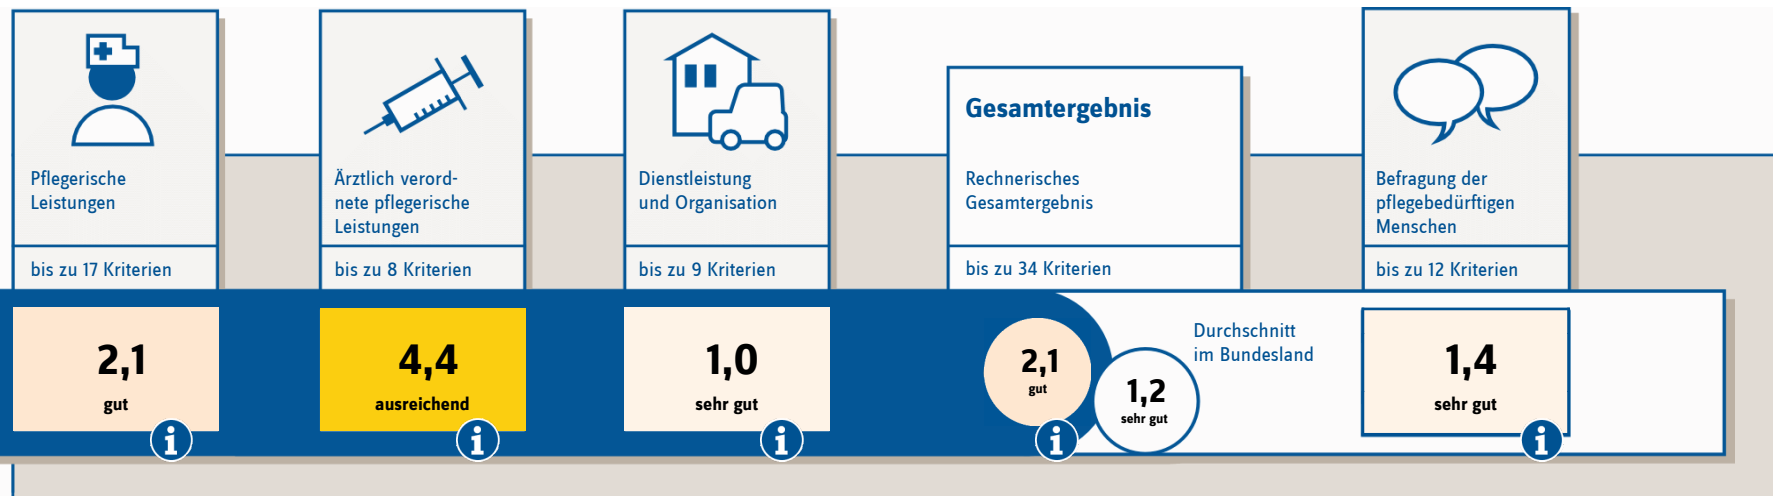 Pflegerische
Leistungen
bis zu 17 Kriterien
2,1
gut
i
Ärztlich verord-
nete pflegerische
Leistungen
bis zu 8 Kriterien
4,4
ausreichend
i
Dienstleistung
und Organisation
bis zu 9 Kriterien
1,0
sehr gut
i
Gesamtergebnis
Rechnerisches
Gesamtergebnis
bis zu 34 Kriterien
2,1
gut
i
1,2
sehr gut
Durchschnitt
im Bundesland
Befragung der
pflegebedürftigen
Menschen
bis zu 12 Kriterien
1,4
sehr gut
i